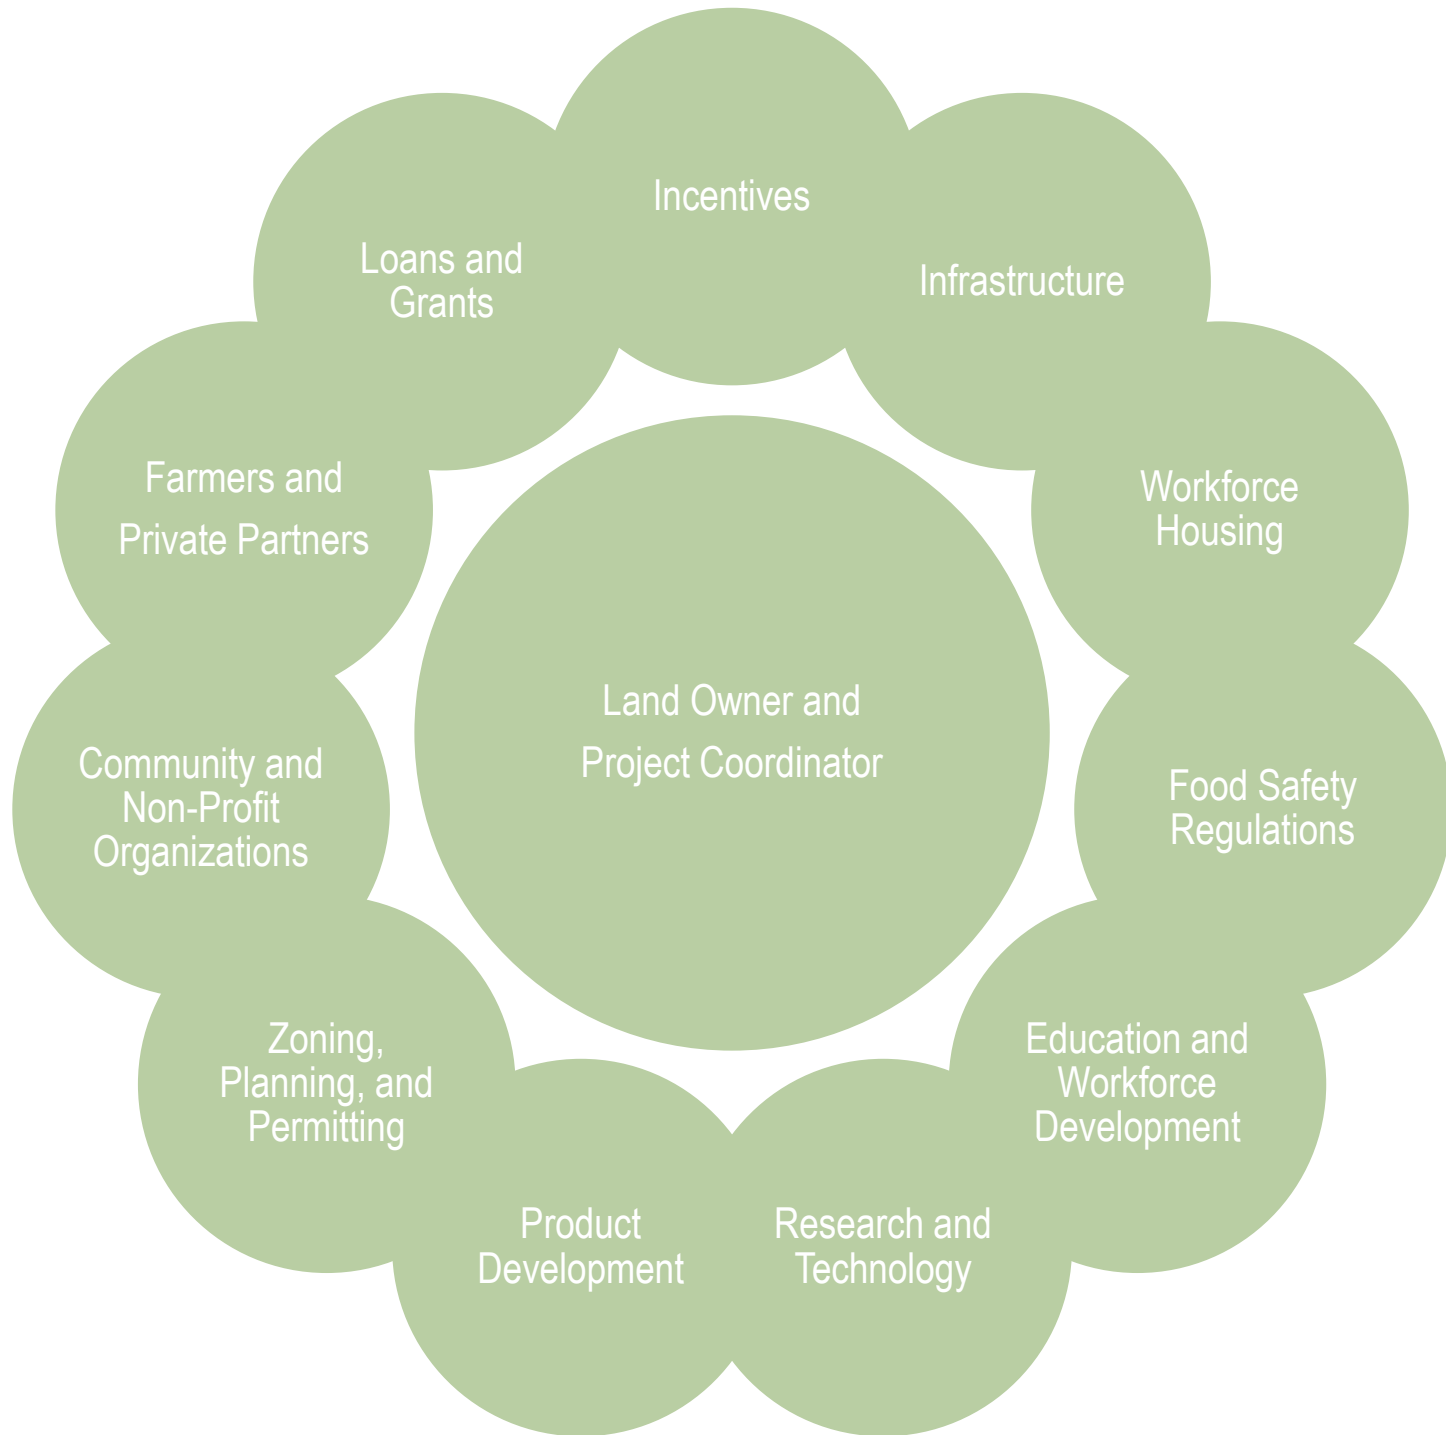 Incentives
Infrastructure
Workforce
Housing
Food Safety
Regulations
Education and
Workforce
Development
Research and
Technology
Product
Development
Zoning,
Planning, and
Permitting
Community and
Non-Profit
Organizations
Farmers and
Private Partners
Loans and
Grants
Land Owner and
Project Coordinator